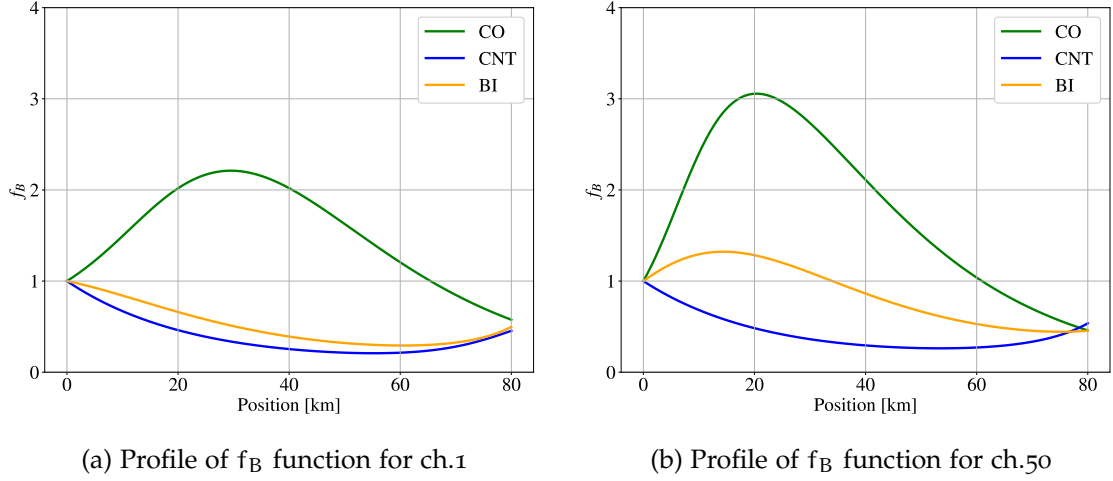 4
3
2
1
0
f_B
0 20 40 60 80
Position [km]
CO
CNT
BI
(a) Profile of f_B function for ch.1
4
3
2
1
0
f_B
0 20 40 60 80
Position [km]
CO
CNT
BI
(b) Profile of f_B function for ch.50